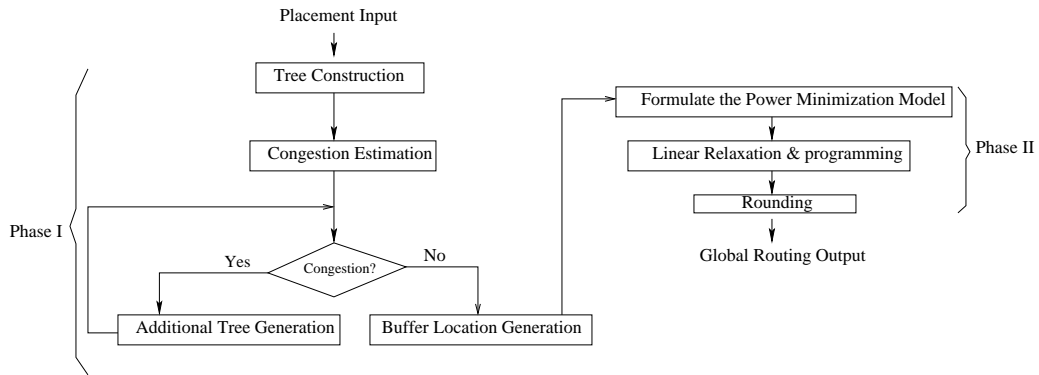 Placement Input
Tree Construction
Congestion Estimation
Phase I
Congestion?
Yes
No
Additional Tree Generation
Buffer Location Generation
Formulate the Power Minimization Model
Linear Relaxation & programming
Rounding
Phase II
Global Routing Output